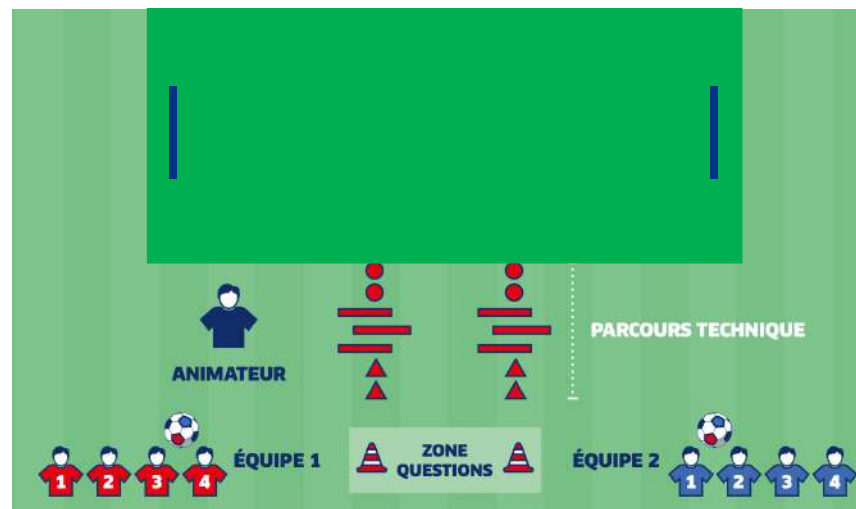 PARCOURS TECHNIQUE
ANIMATEUR
1 2 3 4
ÉQUIPE 1
ZONE
QUESTIONS
ÉQUIPE 2
1 2 3 4